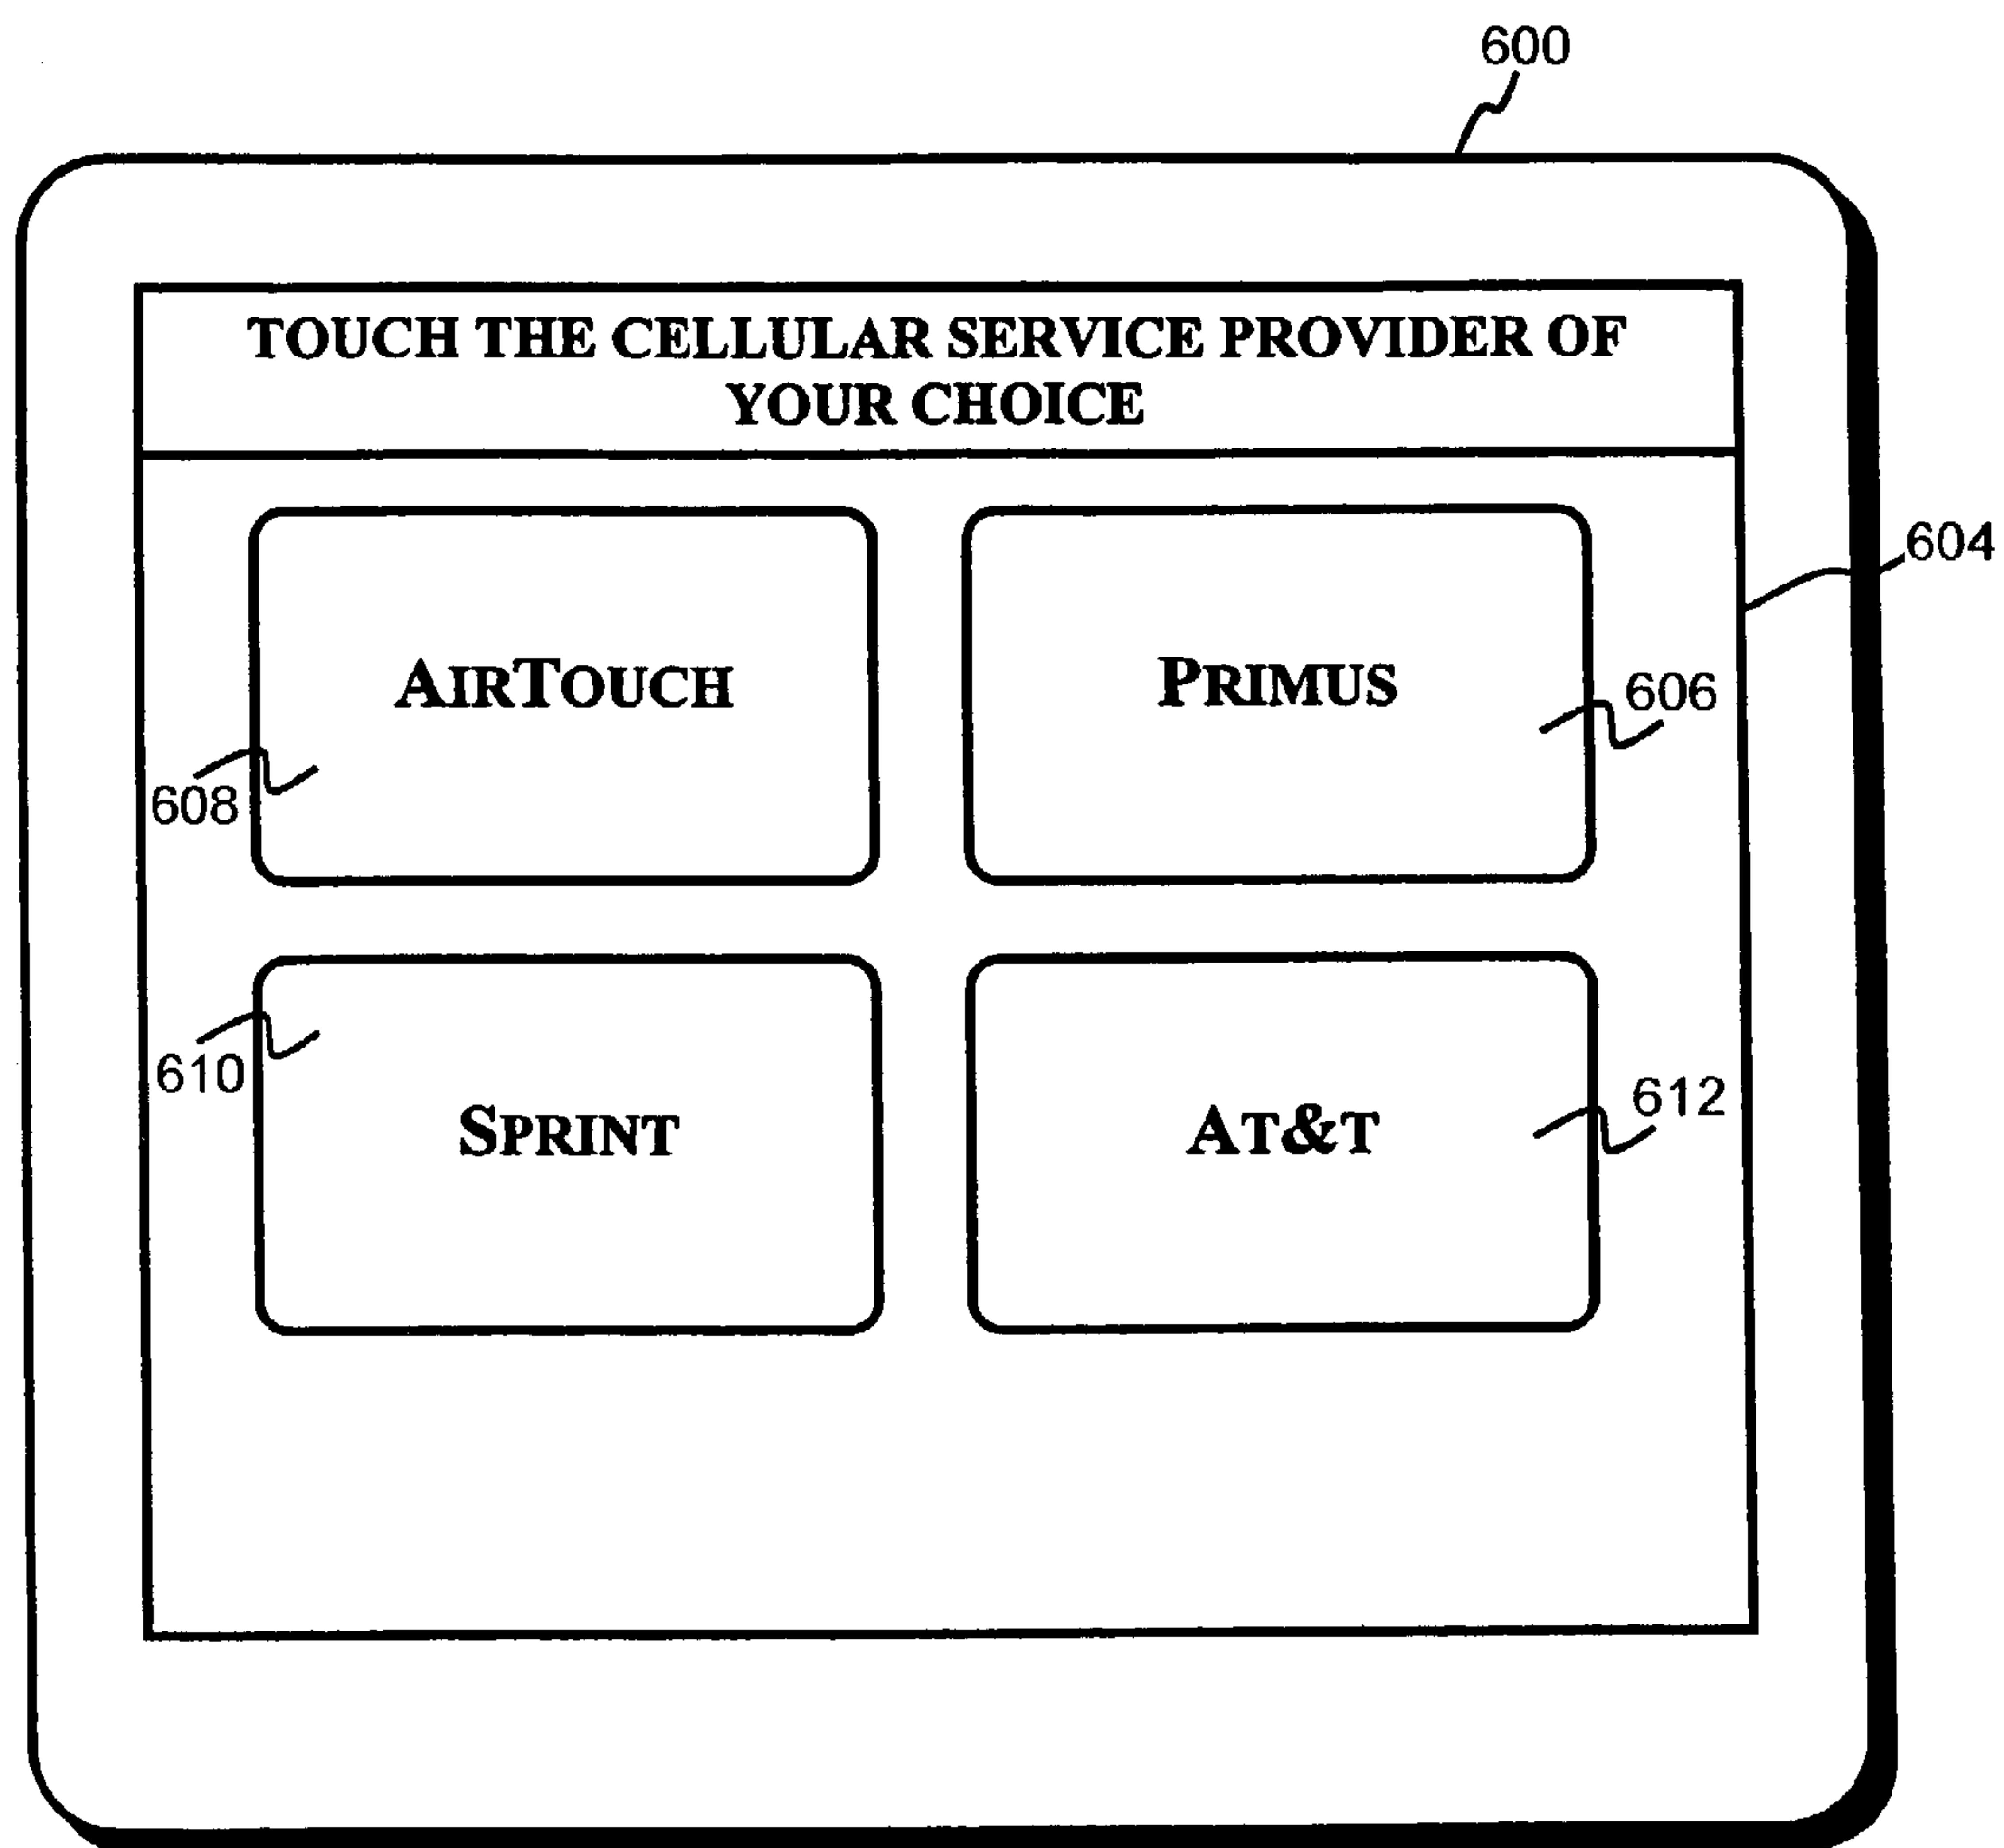 600
TOUCH THE CELLULAR SERVICE PROVIDER OF
YOUR CHOICE
604
AIRTOUCH
PRIMUS
606
608
610
612
SPRINT
AT&T